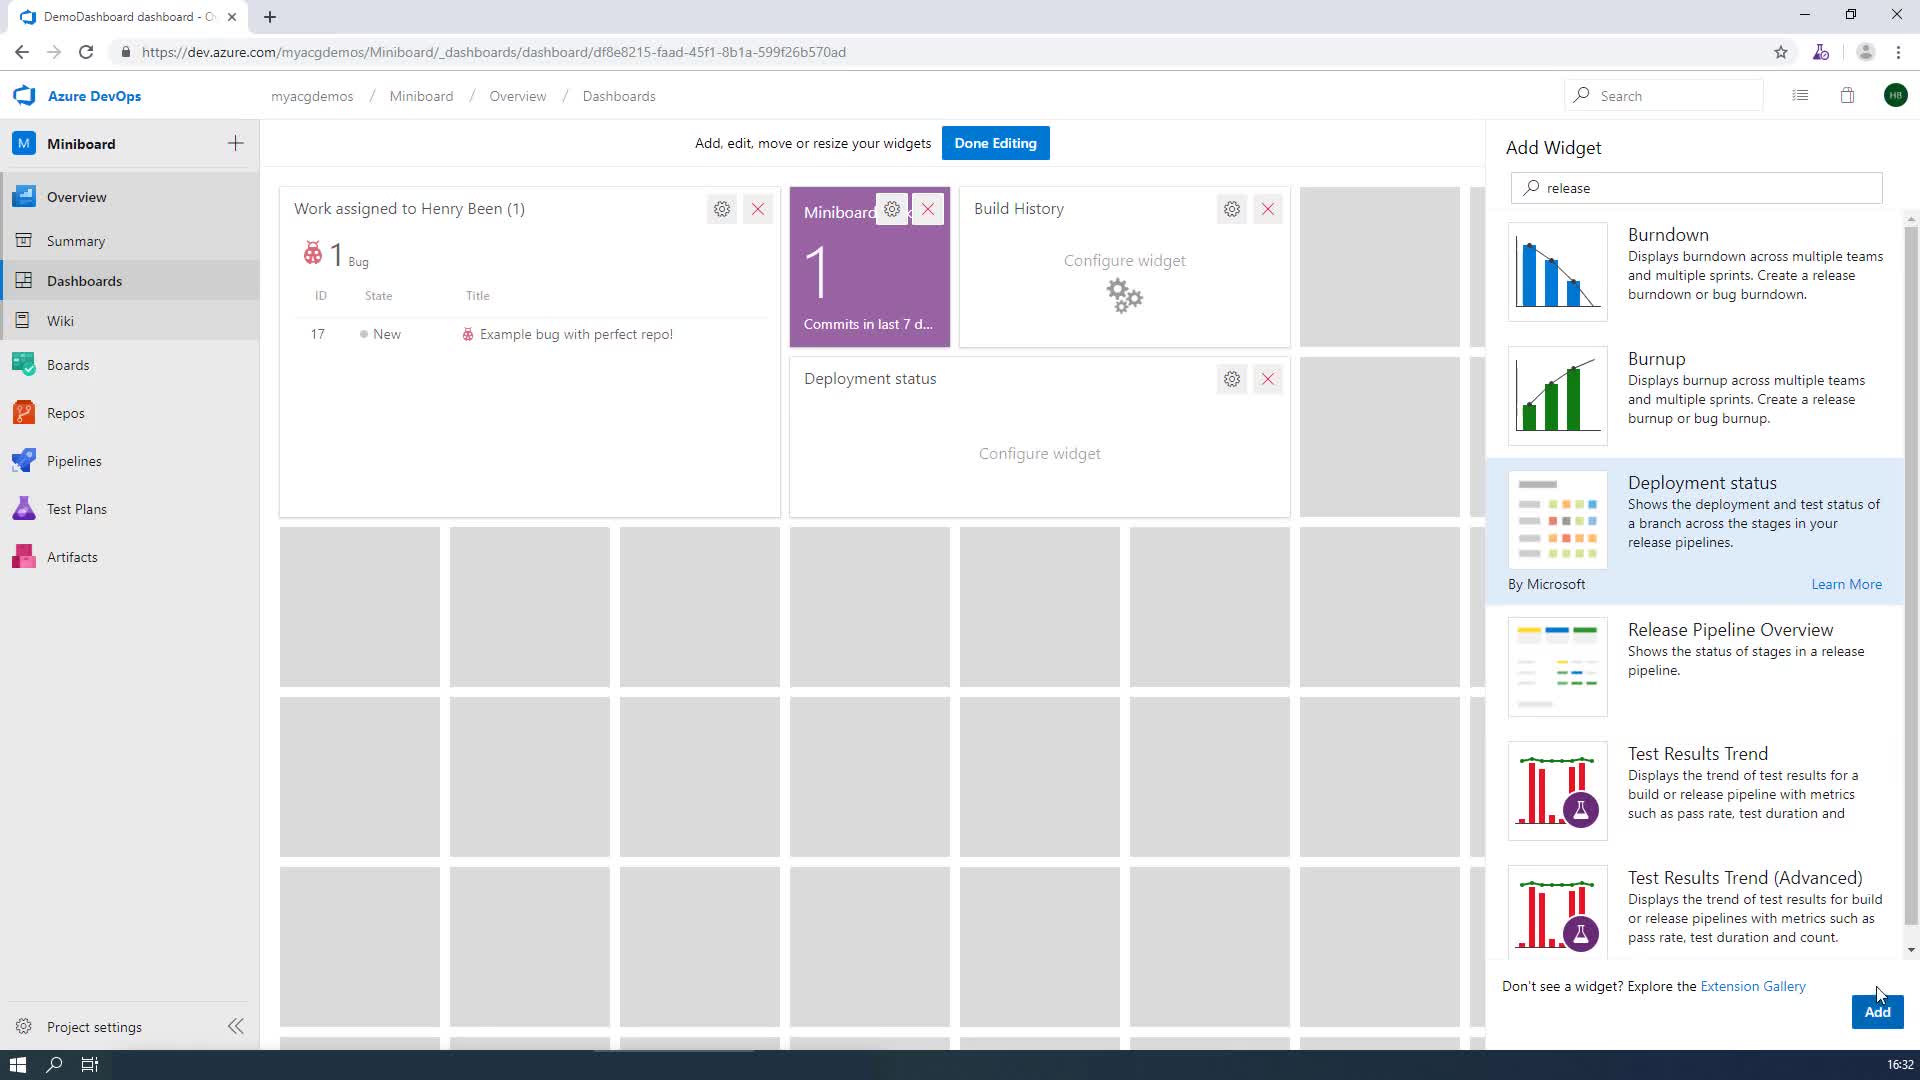 DemoDashboard dashboard - O
https://dev.azure.com/myacgdemos/Miniboard/_dashboards/dashboard/df8e8215-faad-45f1-8b1a-599f26b570ad
Azure DevOps
myacgdemos / Miniboard / Overview / Dashboards
Search
HB
M Miniboard
Overview
Summary
Dashboards
Wiki
Boards
Repos
Pipelines
Test Plans
Artifacts
Project settings
Add, edit, move or resize your widgets
Done Editing
Work assigned to Henry Been (1)
1 Bug
ID State Title
17 New Example bug with perfect repo!
Miniboard
1
Commits in last 7 d...
Build History
Configure widget
Deployment status
Configure widget
Add Widget
release
Burndown
Displays burndown across multiple teams
and multiple sprints. Create a release
burndown or bug burndown.
Burnup
Displays burnup across multiple teams
and multiple sprints. Create a release
burnup or bug burnup.
Deployment status
Shows the deployment and test status of
a branch across the stages in your
release pipelines.
By Microsoft
Learn More
Release Pipeline Overview
Shows the status of stages in a release
pipeline.
Test Results Trend
Displays the trend of test results for a
build or release pipeline with metrics
such as pass rate, test duration and
Test Results Trend (Advanced)
Displays the trend of test results for build
or release pipelines with metrics such as
pass rate, test duration and count.
Don't see a widget? Explore the Extension Gallery
Add
16:32